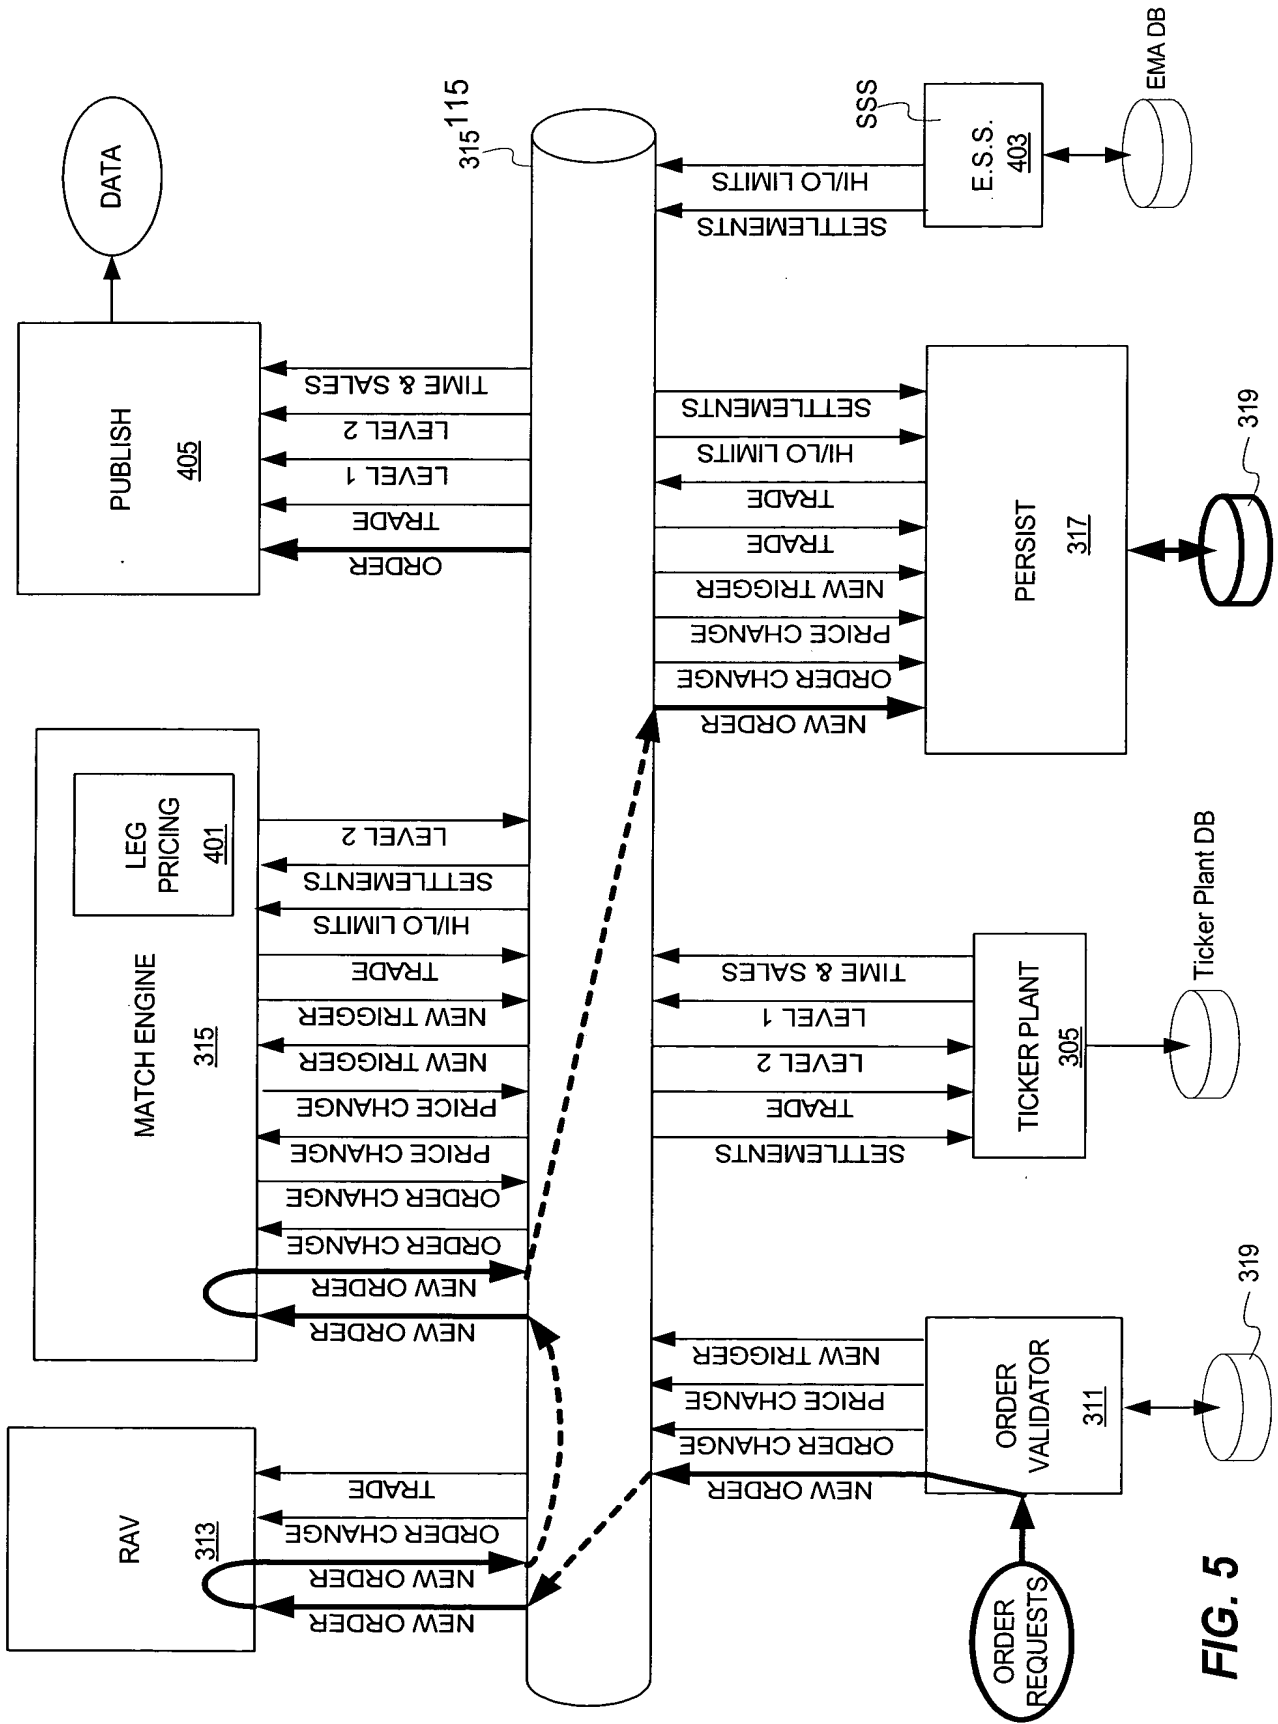 RAV
313
NEW ORDER
NEW ORDER
ORDER CHANGE
TRADE
MATCH ENGINE
315
LEG
PRICING
401
NEW ORDER
NEW ORDER
ORDER CHANGE
ORDER CHANGE
PRICE CHANGE
PRICE CHANGE
NEW TRIGGER
NEW TRIGGER
TRADE
HI/LO LIMITS
SETTLEMENTS
LEVEL 2
PUBLISH
405
ORDER
TRADE
LEVEL 1
LEVEL 2
TIME & SALES
DATA
315
115
ORDER
REQUESTS
NEW ORDER
ORDER CHANGE
PRICE CHANGE
NEW TRIGGER
ORDER
VALIDATOR
311
319
SETTLEMENTS
TRADE
LEVEL 2
LEVEL 1
TIME & SALES
TICKER PLANT
305
Ticker Plant DB
NEW ORDER
ORDER CHANGE
PRICE CHANGE
NEW TRIGGER
TRADE
TRADE
HI/LO LIMITS
SETTLEMENTS
PERSIST
317
319
SETTLEMENTS
HI/LO LIMITS
SSS
E.S.S.
403
EMA DB
FIG. 5